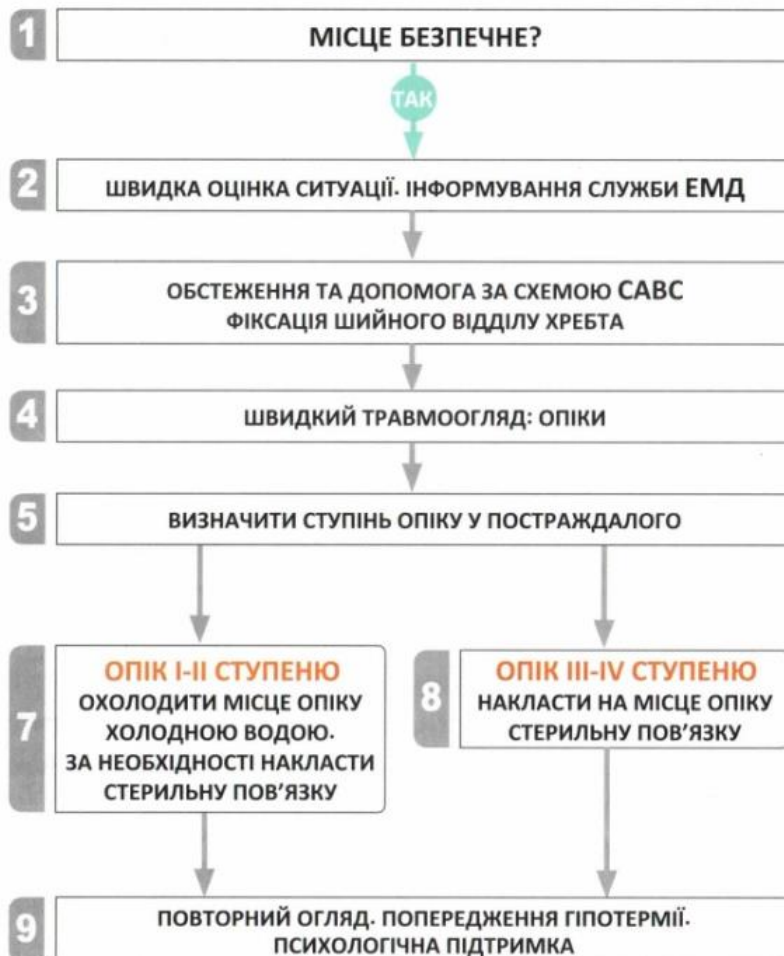 1
МІСЦЕ БЕЗПЕЧНЕ?
ТАК
2
ШВИДКА ОЦІНКА СИТУАЦІЇ. ІНФОРМУВАННЯ СЛУЖБИ ЕМД
3
ОБСТЕЖЕННЯ ТА ДОПОМОГА ЗА СХЕМОЮ САВС
ФІКСАЦІЯ ШИЙНОГО ВІДДІЛУ ХРЕБТА
4
ШВИДКИЙ ТРАВМООГЛЯД: ОПІКИ
5
ВИЗНАЧИТИ СТУПІНЬ ОПІКУ У ПОСТРАЖДАЛОГО
7
ОПІК І-ІІ СТУПЕНЮ
ОХОЛОДИТИ МІСЦЕ ОПІКУ
ХОЛОДНОЮ ВОДОЮ.
ЗА НЕОБХІДНОСТІ НАКЛАСТИ
СТЕРИЛЬНУ ПОВ’ЯЗКУ
8
ОПІК ІІІ-IV СТУПЕНЮ
НАКЛАСТИ НА МІСЦЕ ОПІКУ
СТЕРИЛЬНУ ПОВ’ЯЗКУ
9
ПОВТОРНИЙ ОГЛЯД. ПОПЕРЕДЖЕННЯ ГІПОТЕРМІЇ.
ПСИХОЛОГІЧНА ПІДТРИМКА